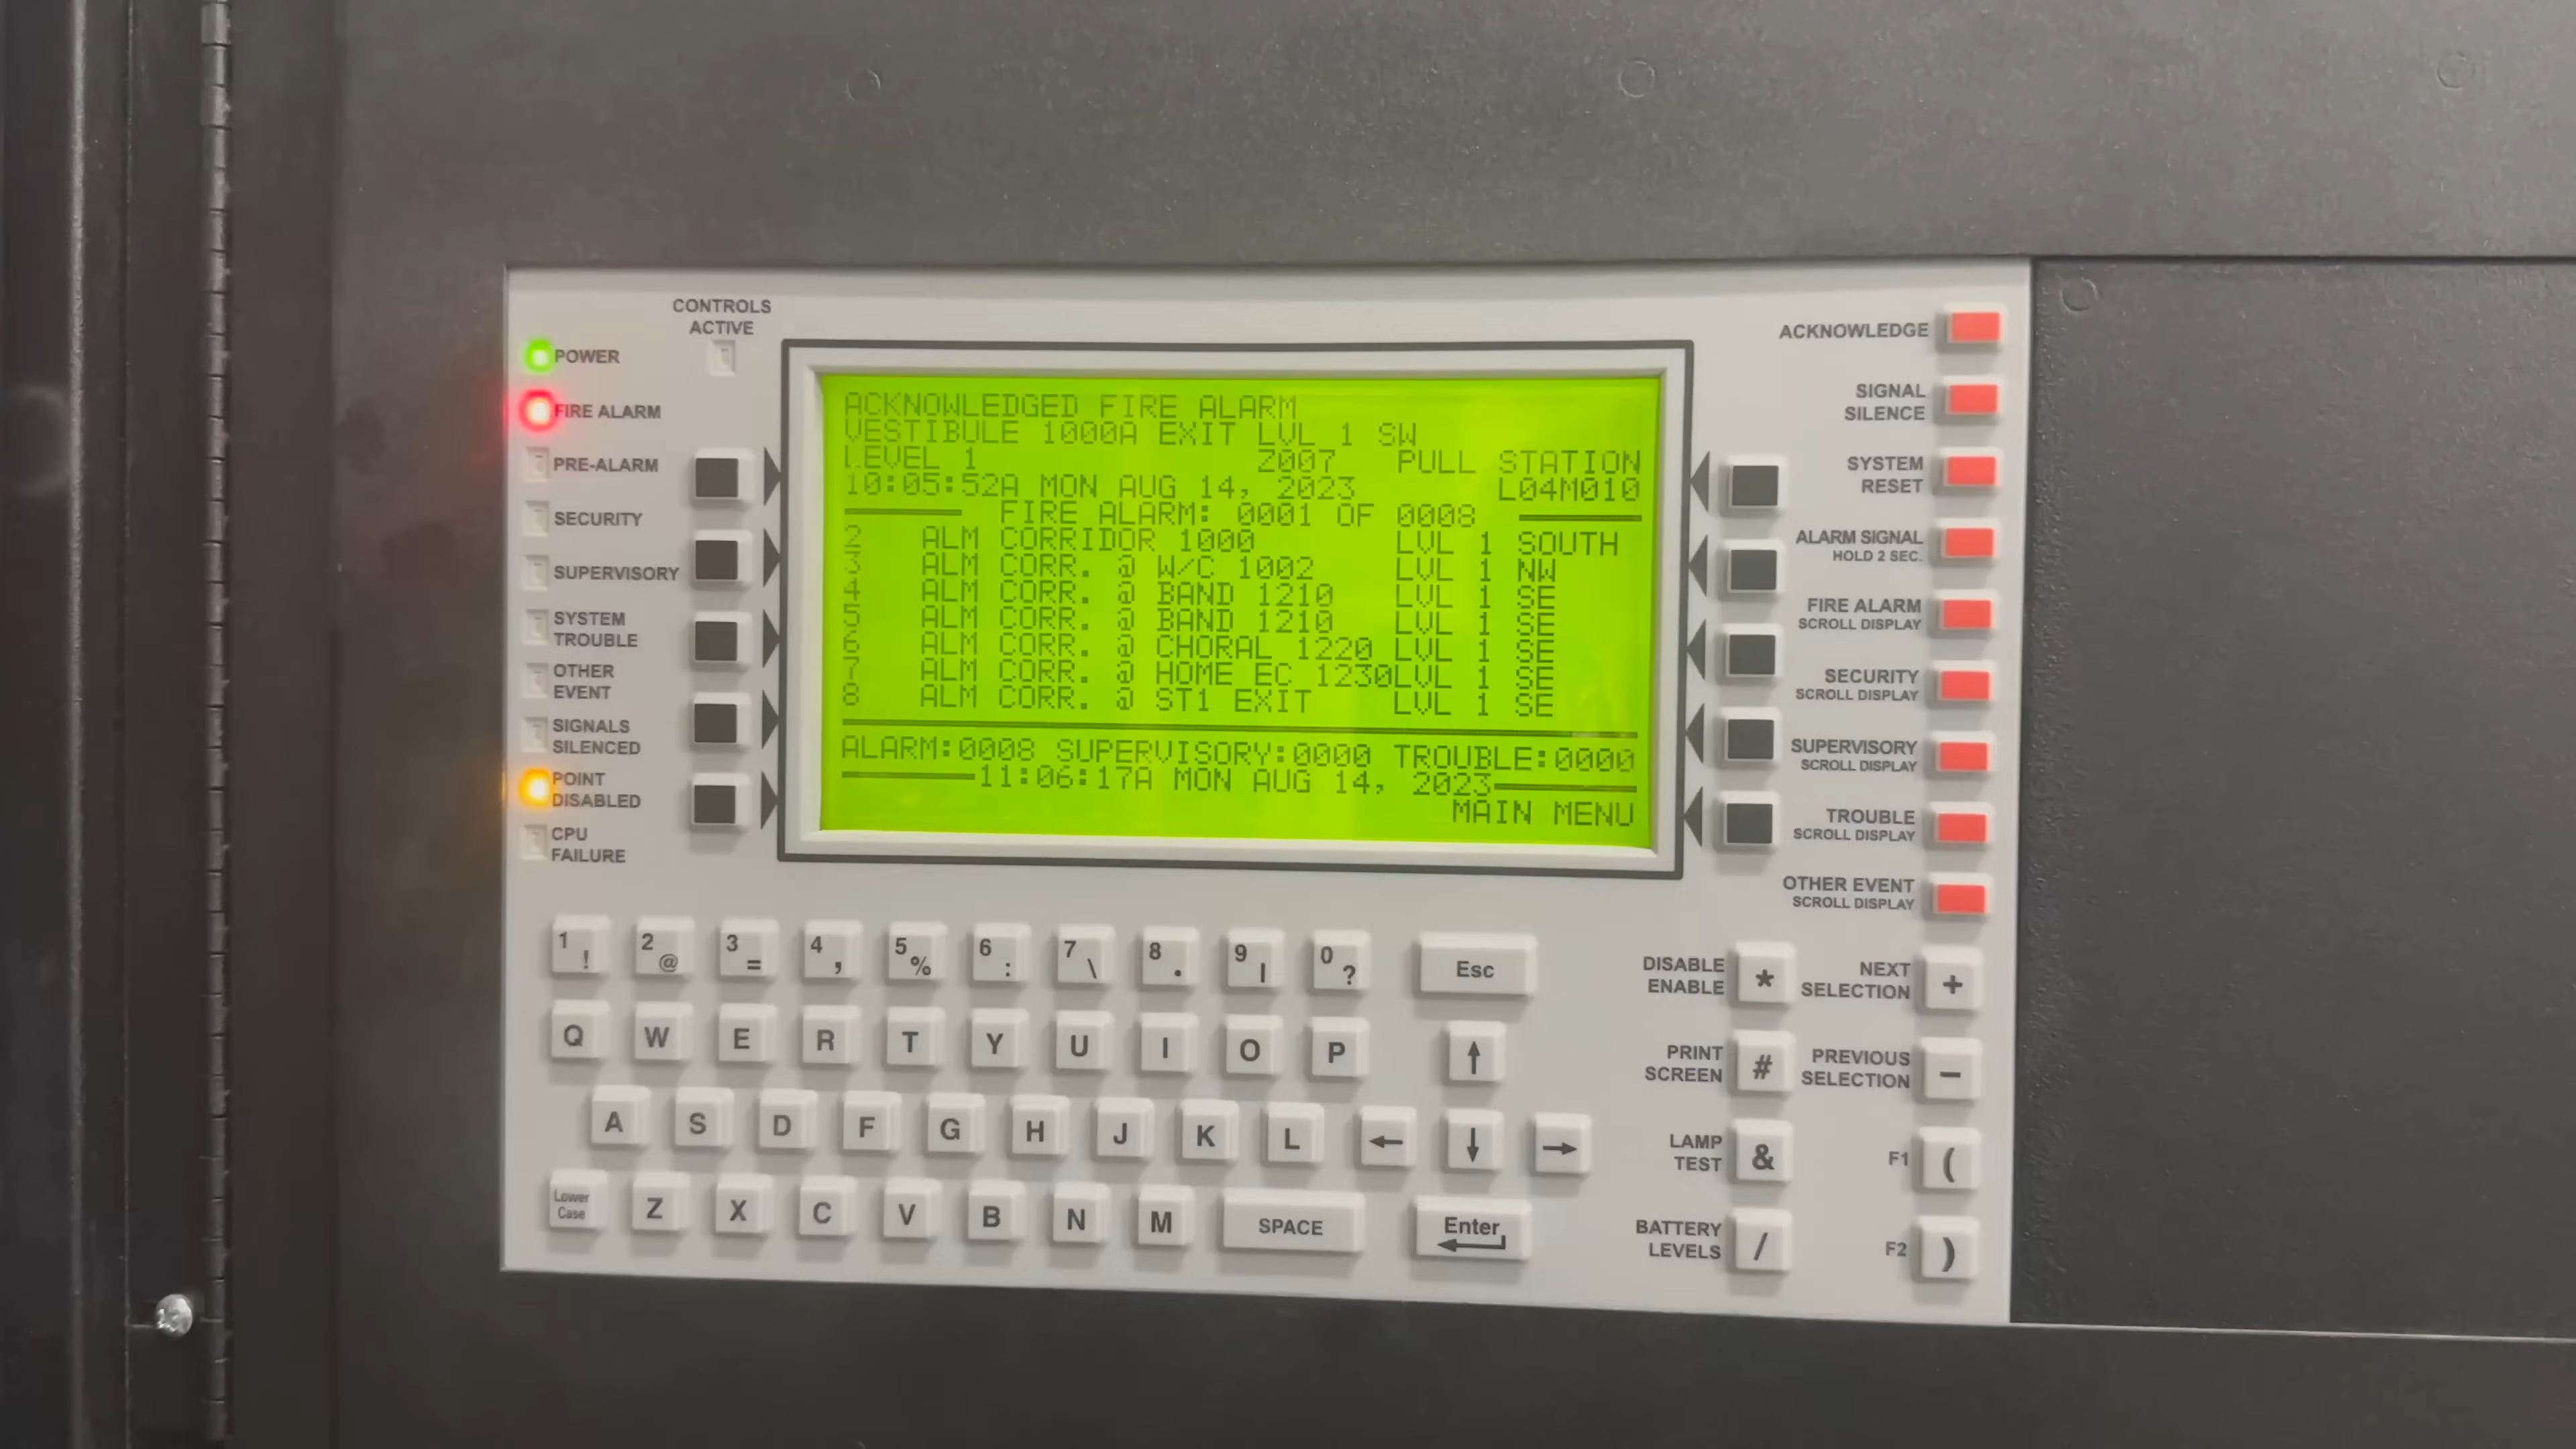 CONTROLS
ACTIVE
POWER
FIRE ALARM
PRE-ALARM
SECURITY
SUPERVISORY
SYSTEM
TROUBLE
OTHER
EVENT
SIGNALS
SILENCED
POINT
DISABLED
CPU
FAILURE
ACKNOWLEDGED FIRE ALARM
VESTIBULE 1000A EXIT LVL 1 SW
LEVEL 1 Z007 PULL STATION
10:05:52A MON AUG 14, 2023 L04M010
FIRE ALARM: 0001 OF 0008
2 ALM CORRIDOR 1000 LVL 1 SOUTH
3 ALM CORR. @ W/C 1002 LVL 1 NW
4 ALM CORR. @ BAND 1210 LVL 1 SE
5 ALM CORR. @ BAND 1210 LVL 1 SE
6 ALM CORR. @ CHORAL 1220 LVL 1 SE
7 ALM CORR. @ HOME EC 1230LVL 1 SE
8 ALM CORR. @ ST1 EXIT LVL 1 SE
ALARM:0008 SUPERVISORY:0000 TROUBLE:0000
11:06:17A MON AUG 14, 2023
MAIN MENU
ACKNOWLEDGE
SIGNAL
SILENCE
SYSTEM
RESET
ALARM SIGNAL
HOLD 2 SEC.
FIRE ALARM
SCROLL DISPLAY
SECURITY
SCROLL DISPLAY
SUPERVISORY
SCROLL DISPLAY
TROUBLE
SCROLL DISPLAY
OTHER EVENT
SCROLL DISPLAY
1 ! 2 @ 3 = 4 , 5 % 6 : 7 \ 8 . 9 | 0 ? Esc
Q W E R T Y U I O P ↑
A S D F G H J K L ← ↓ →
Lower
Case
Z X C V B N M SPACE Enter
DISABLE
ENABLE
*
NEXT
SELECTION
+
PRINT
SCREEN
#
PREVIOUS
SELECTION
−
LAMP
TEST
&
F1 (
BATTERY
LEVELS
/
F2 )